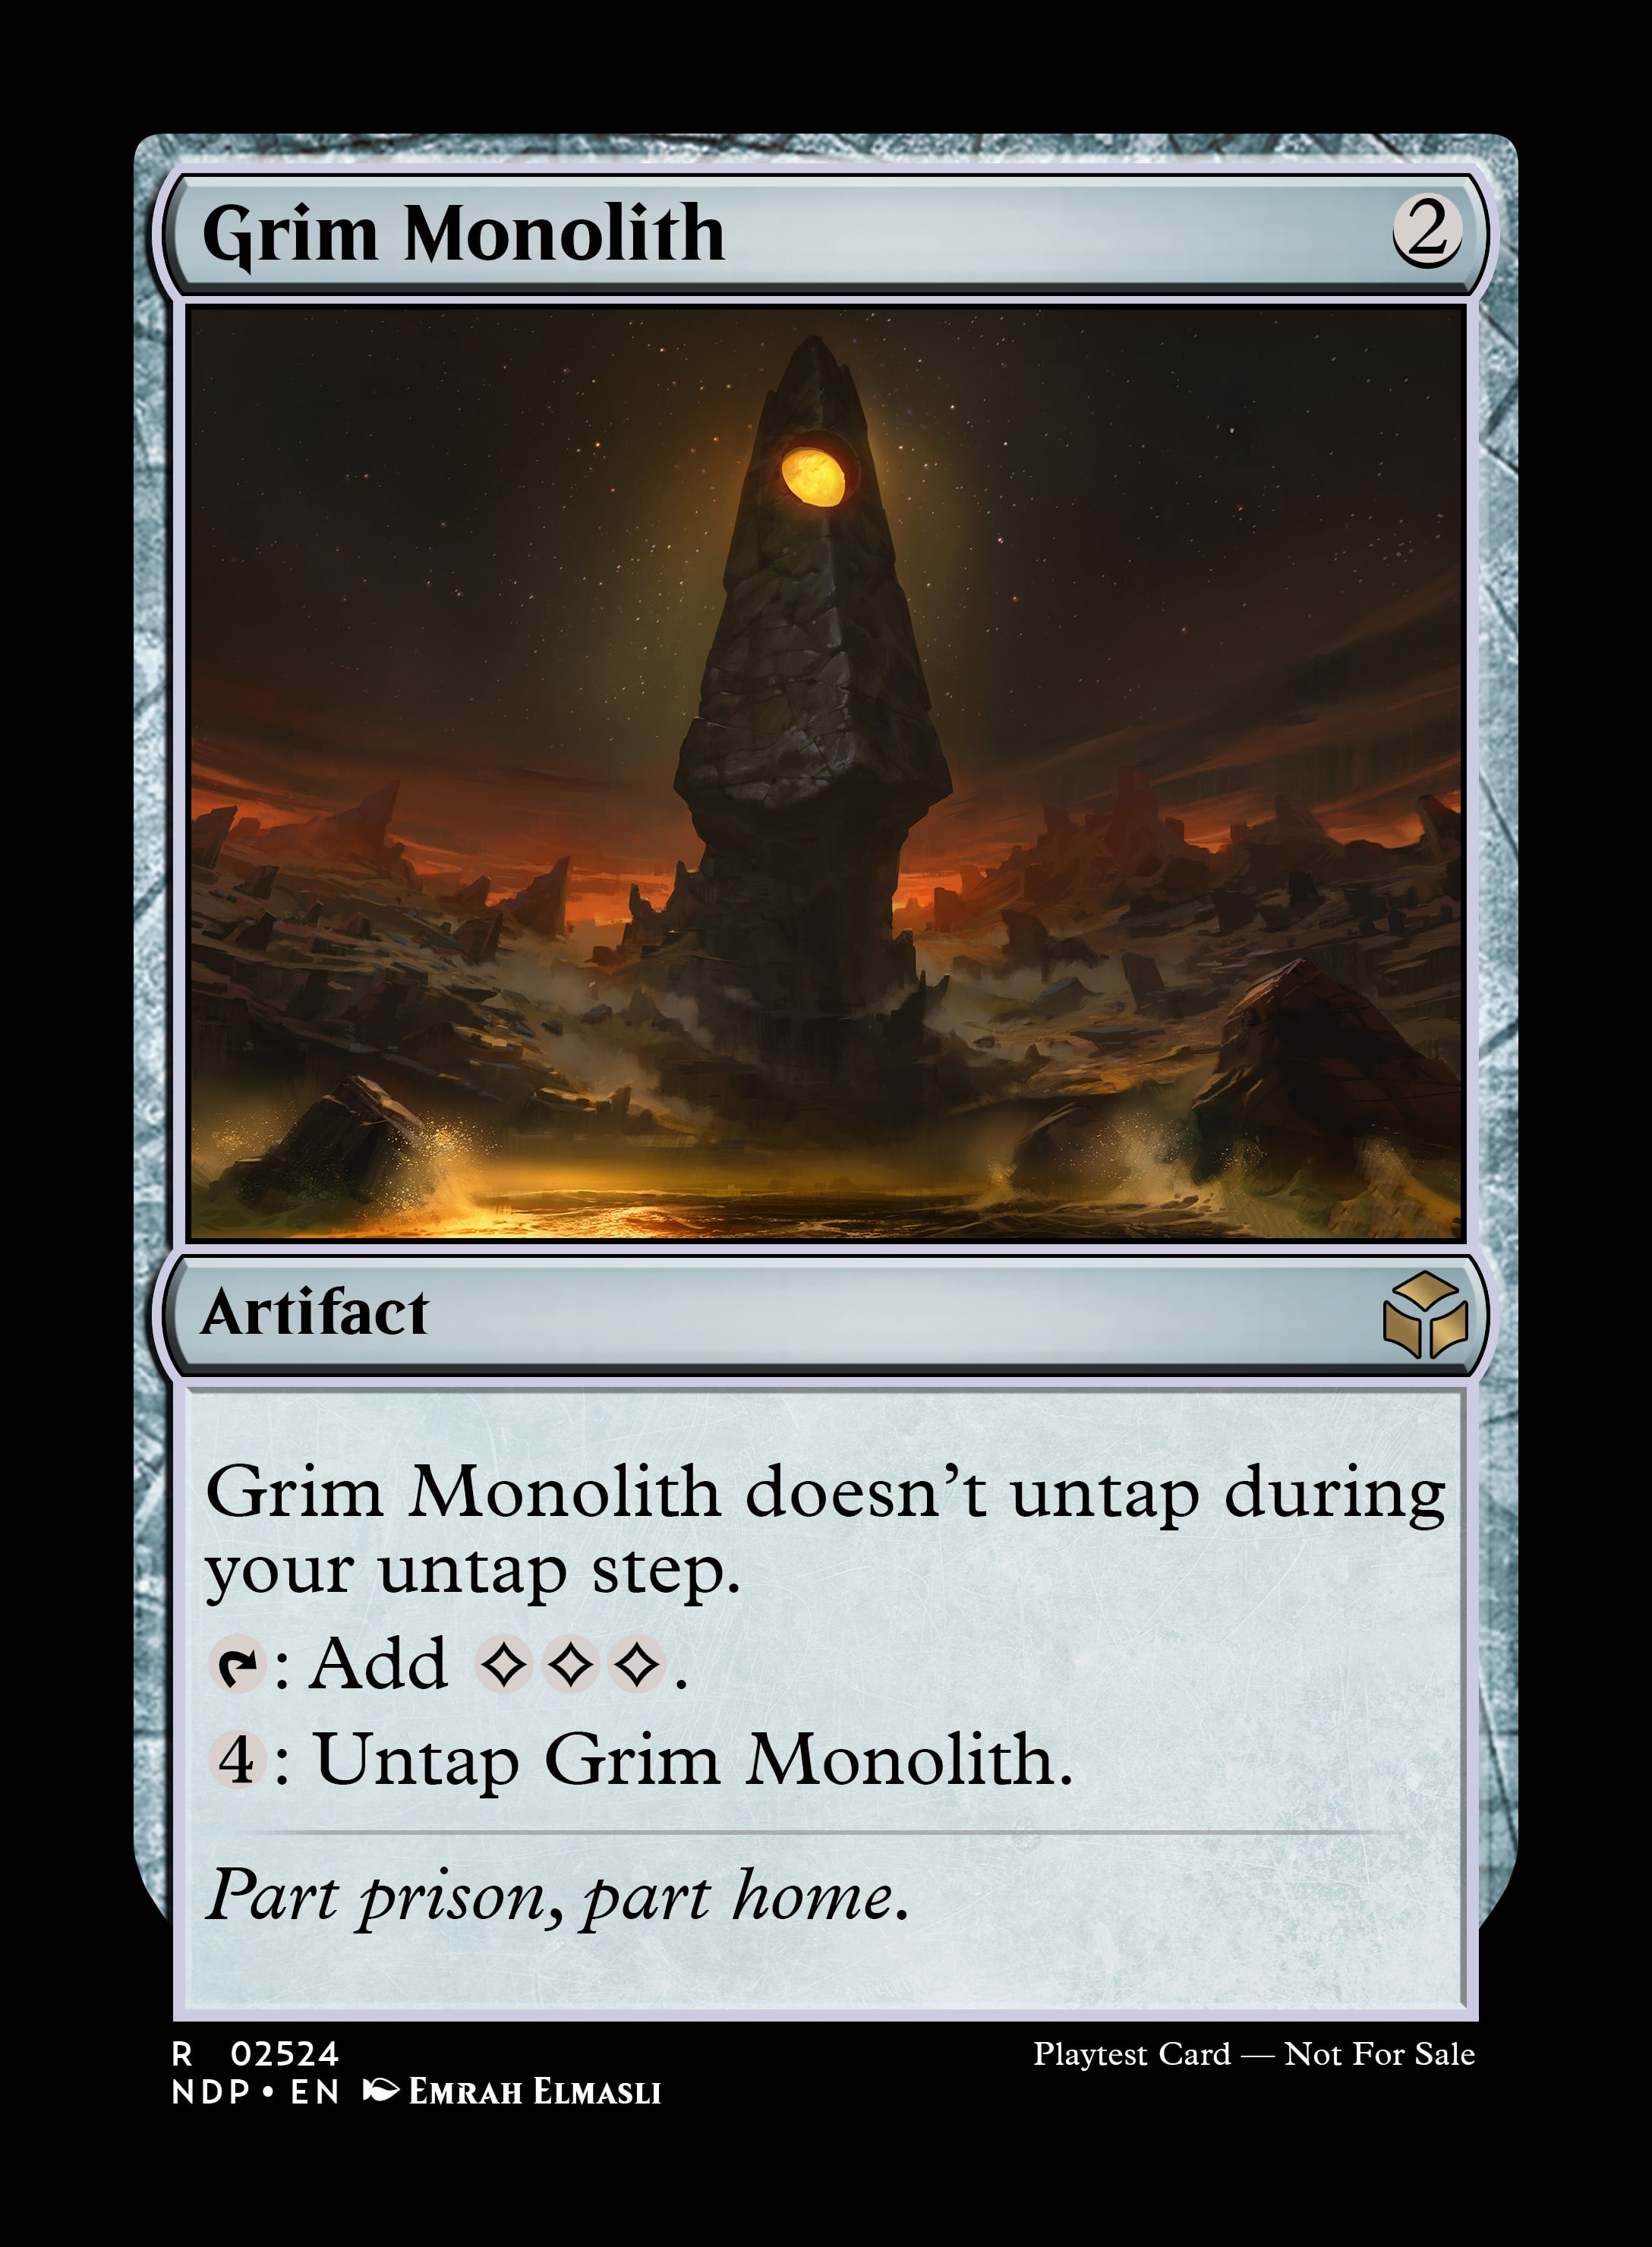 Grim Monolith 2
Artifact
Grim Monolith doesn't untap during
your untap step.
: Add .
4: Untap Grim Monolith.
Part prison, part home.
R 02524
Playtest Card — Not For Sale
NDP • EN Emrah Elmasli